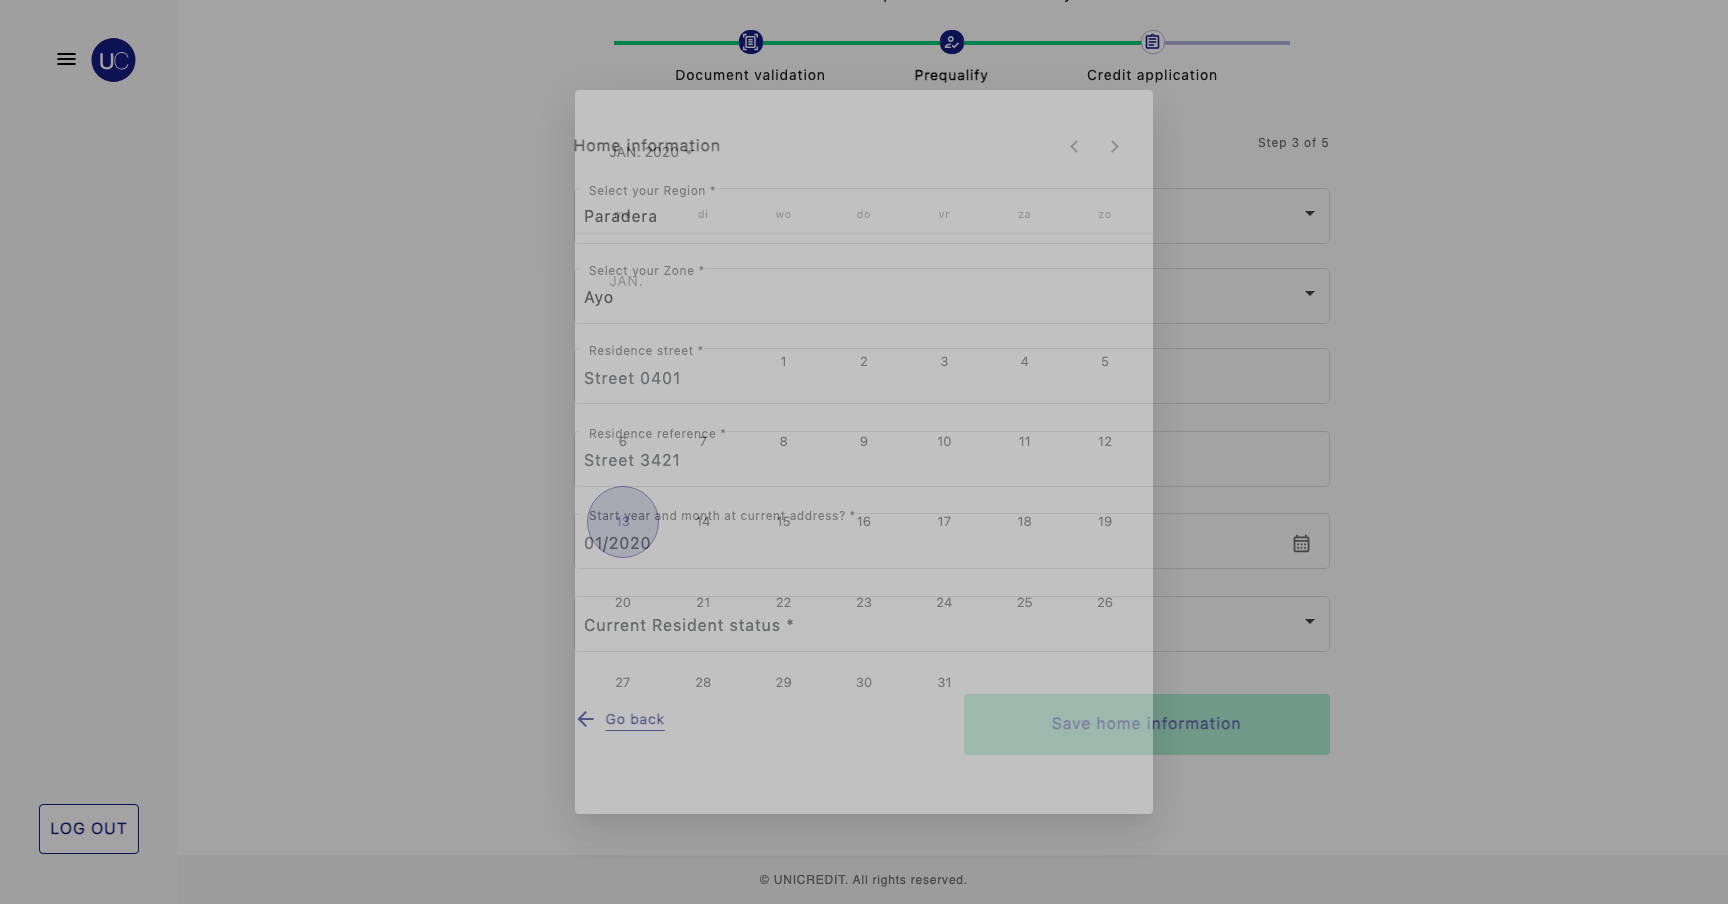 UC
Document validation
Prequalify
Credit application
Home information
Step 3 of 5
JAN. 2020
Select your Region *
Paradera
di wo do vr za zo
Select your Zone *
JAN.
Ayo
Residence street *
1 2 3 4 5
Street 0401
Residence reference *
6 7 8 9 10 11 12
Street 3421
Start year and month at current address? *
13 14 15 16 17 18 19
01/2020
20 21 22 23 24 25 26
Current Resident status *
27 28 29 30 31
Go back
Save home information
LOG OUT
© UNICREDIT. All rights reserved.